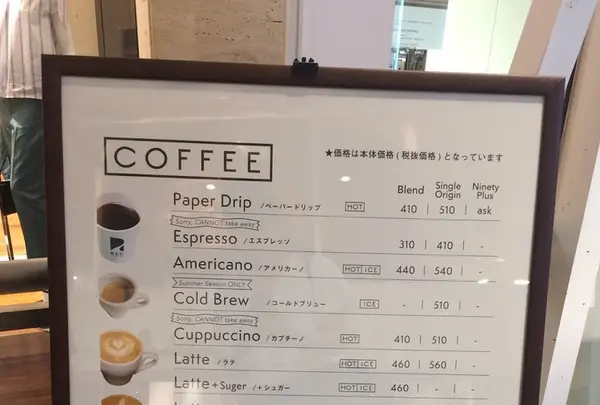 COFFEE
★価格は本体価格(税抜価格)となっています
Blend Single Origin Ninety Plus
Paper Drip /ペーパードリップ HOT 410 | 510 | ask
Sorry, CANNOT take away
Espresso /エスプレッソ 310 | 410 | -
Americano /アメリカーノ HOT ICE 440 | 540 | -
Summer Season ONLY
Cold Brew /コールドブリュー ICE - | 510 | -
Sorry, CANNOT take away
Cuppuccino /カプチーノ HOT 410 | 510 | -
Latte /ラテ HOT ICE 460 | 560 | -
Latte+Suger /+シュガー HOT ICE 460 | - | -